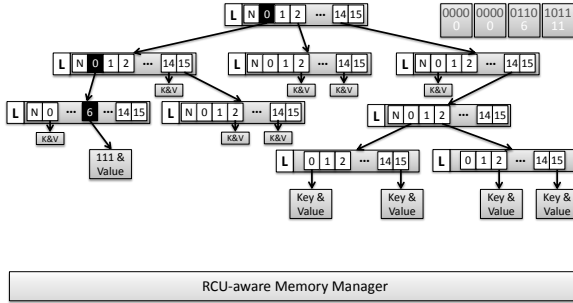 L N 0 1 2 ... 14 15
0000 0000 0110 1011
0 0 6 11
L N 0 1 2 ... 14 15
L N 0 1 2 ... 14 15
L N 0 1 2 ... 14 15
K&V
K&V
K&V
K&V
L N 0 ... 6 ... 14 15
L N 0 1 2 ... 14 15
L N 0 1 2 ... 14 15
K&V
K&V
K&V
111 &
Value
L 0 1 2 ... 14 15
L 0 1 2 ... 14 15
Key &
Value
Key &
Value
Key &
Value
Key &
Value
RCU-aware Memory Manager